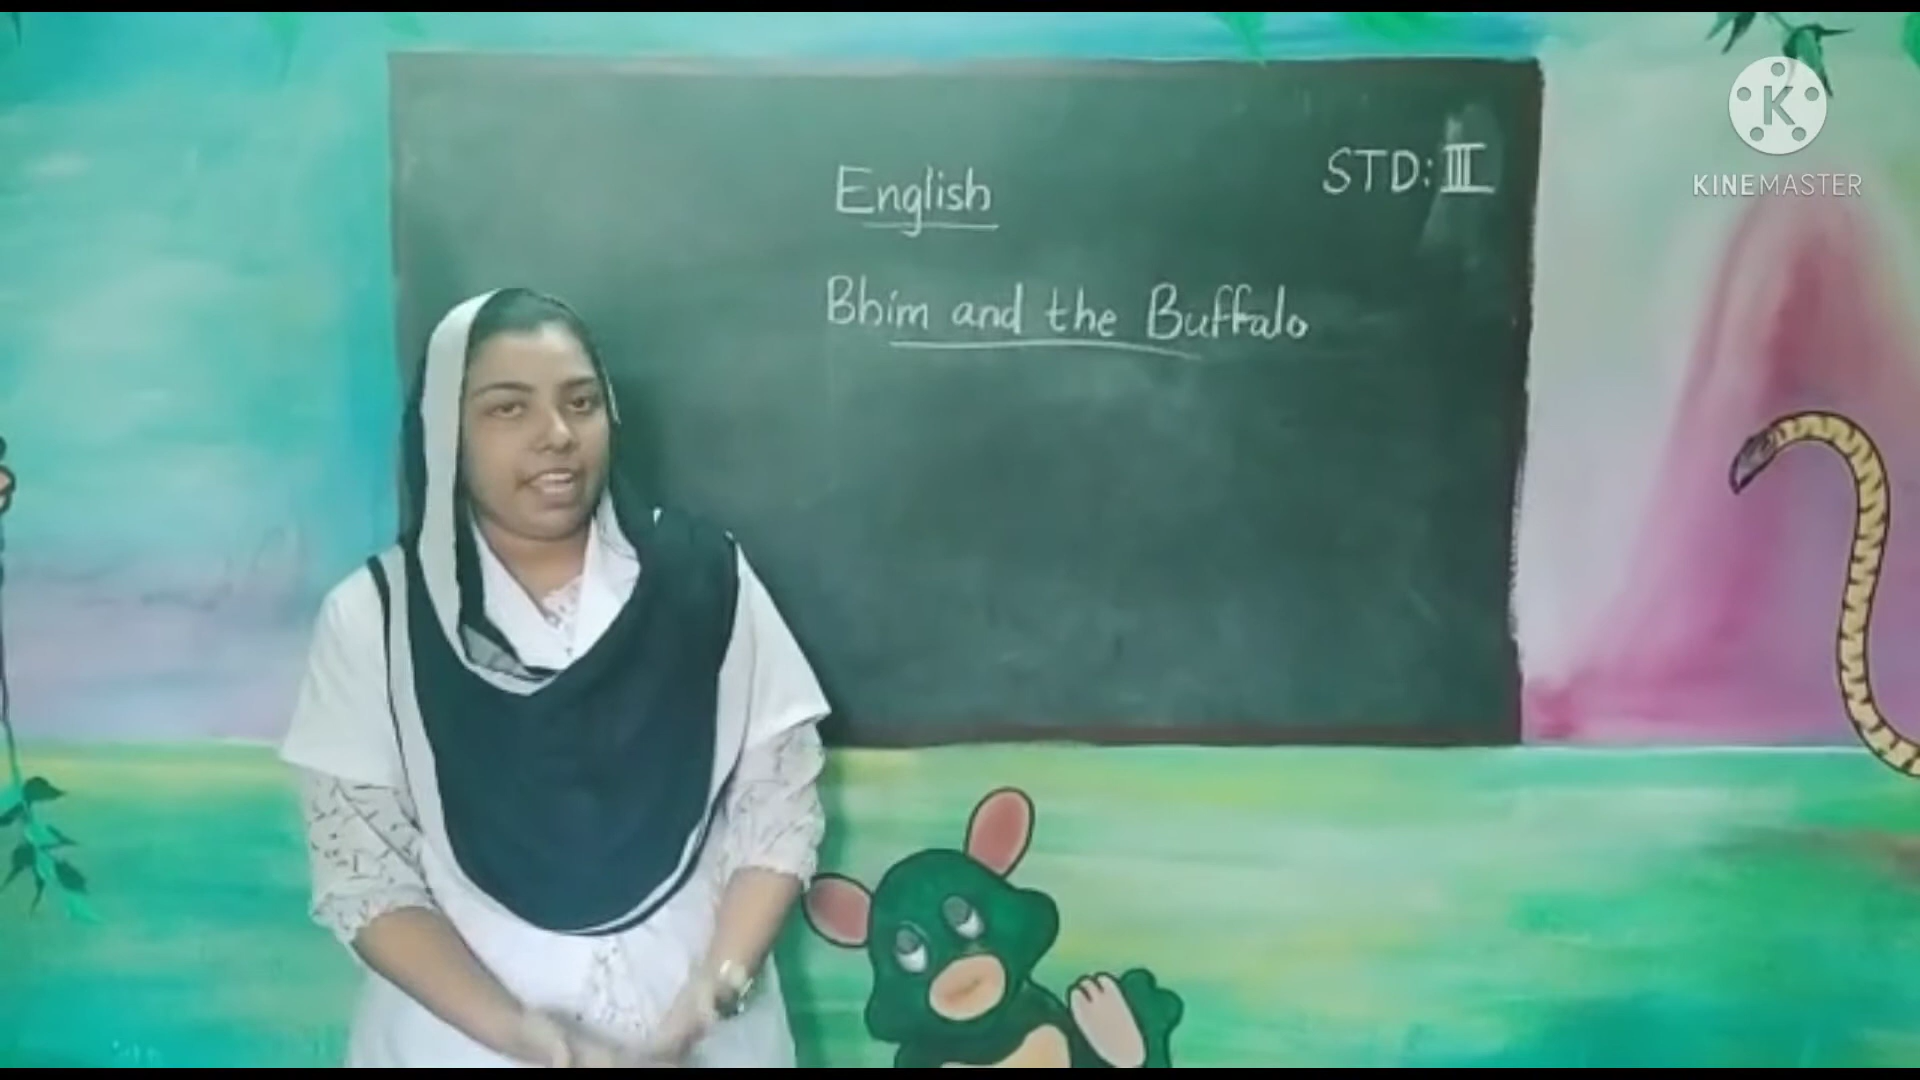 English
STD: III
Bhim and the Buffalo
K
KINEMASTER